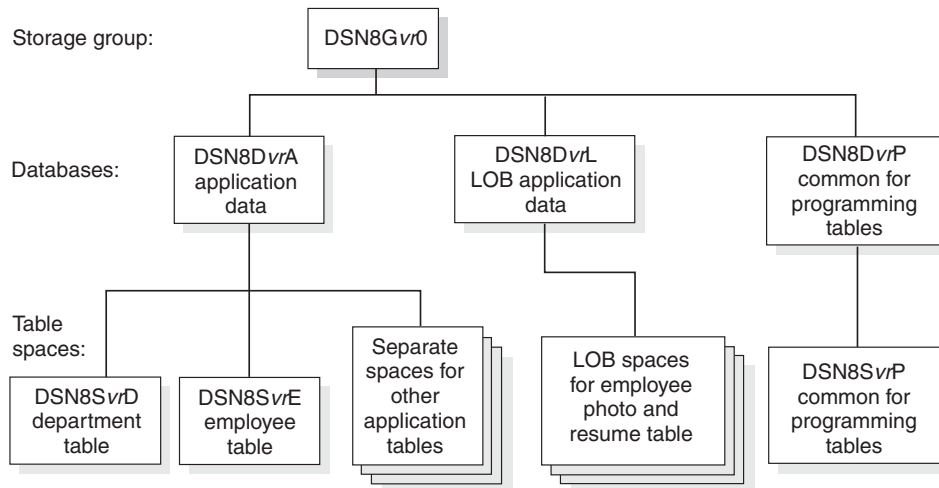 Storage group:
DSN8Gvr0
Databases:
DSN8DvrA
application
data
DSN8DvrL
LOB application
data
DSN8DvrP
common for
programming
tables
Table
spaces:
DSN8SvrD
department
table
DSN8SvrE
employee
table
Separate
spaces for
other
application
tables
LOB spaces
for employee
photo and
resume table
DSN8SvrP
common for
programming
tables